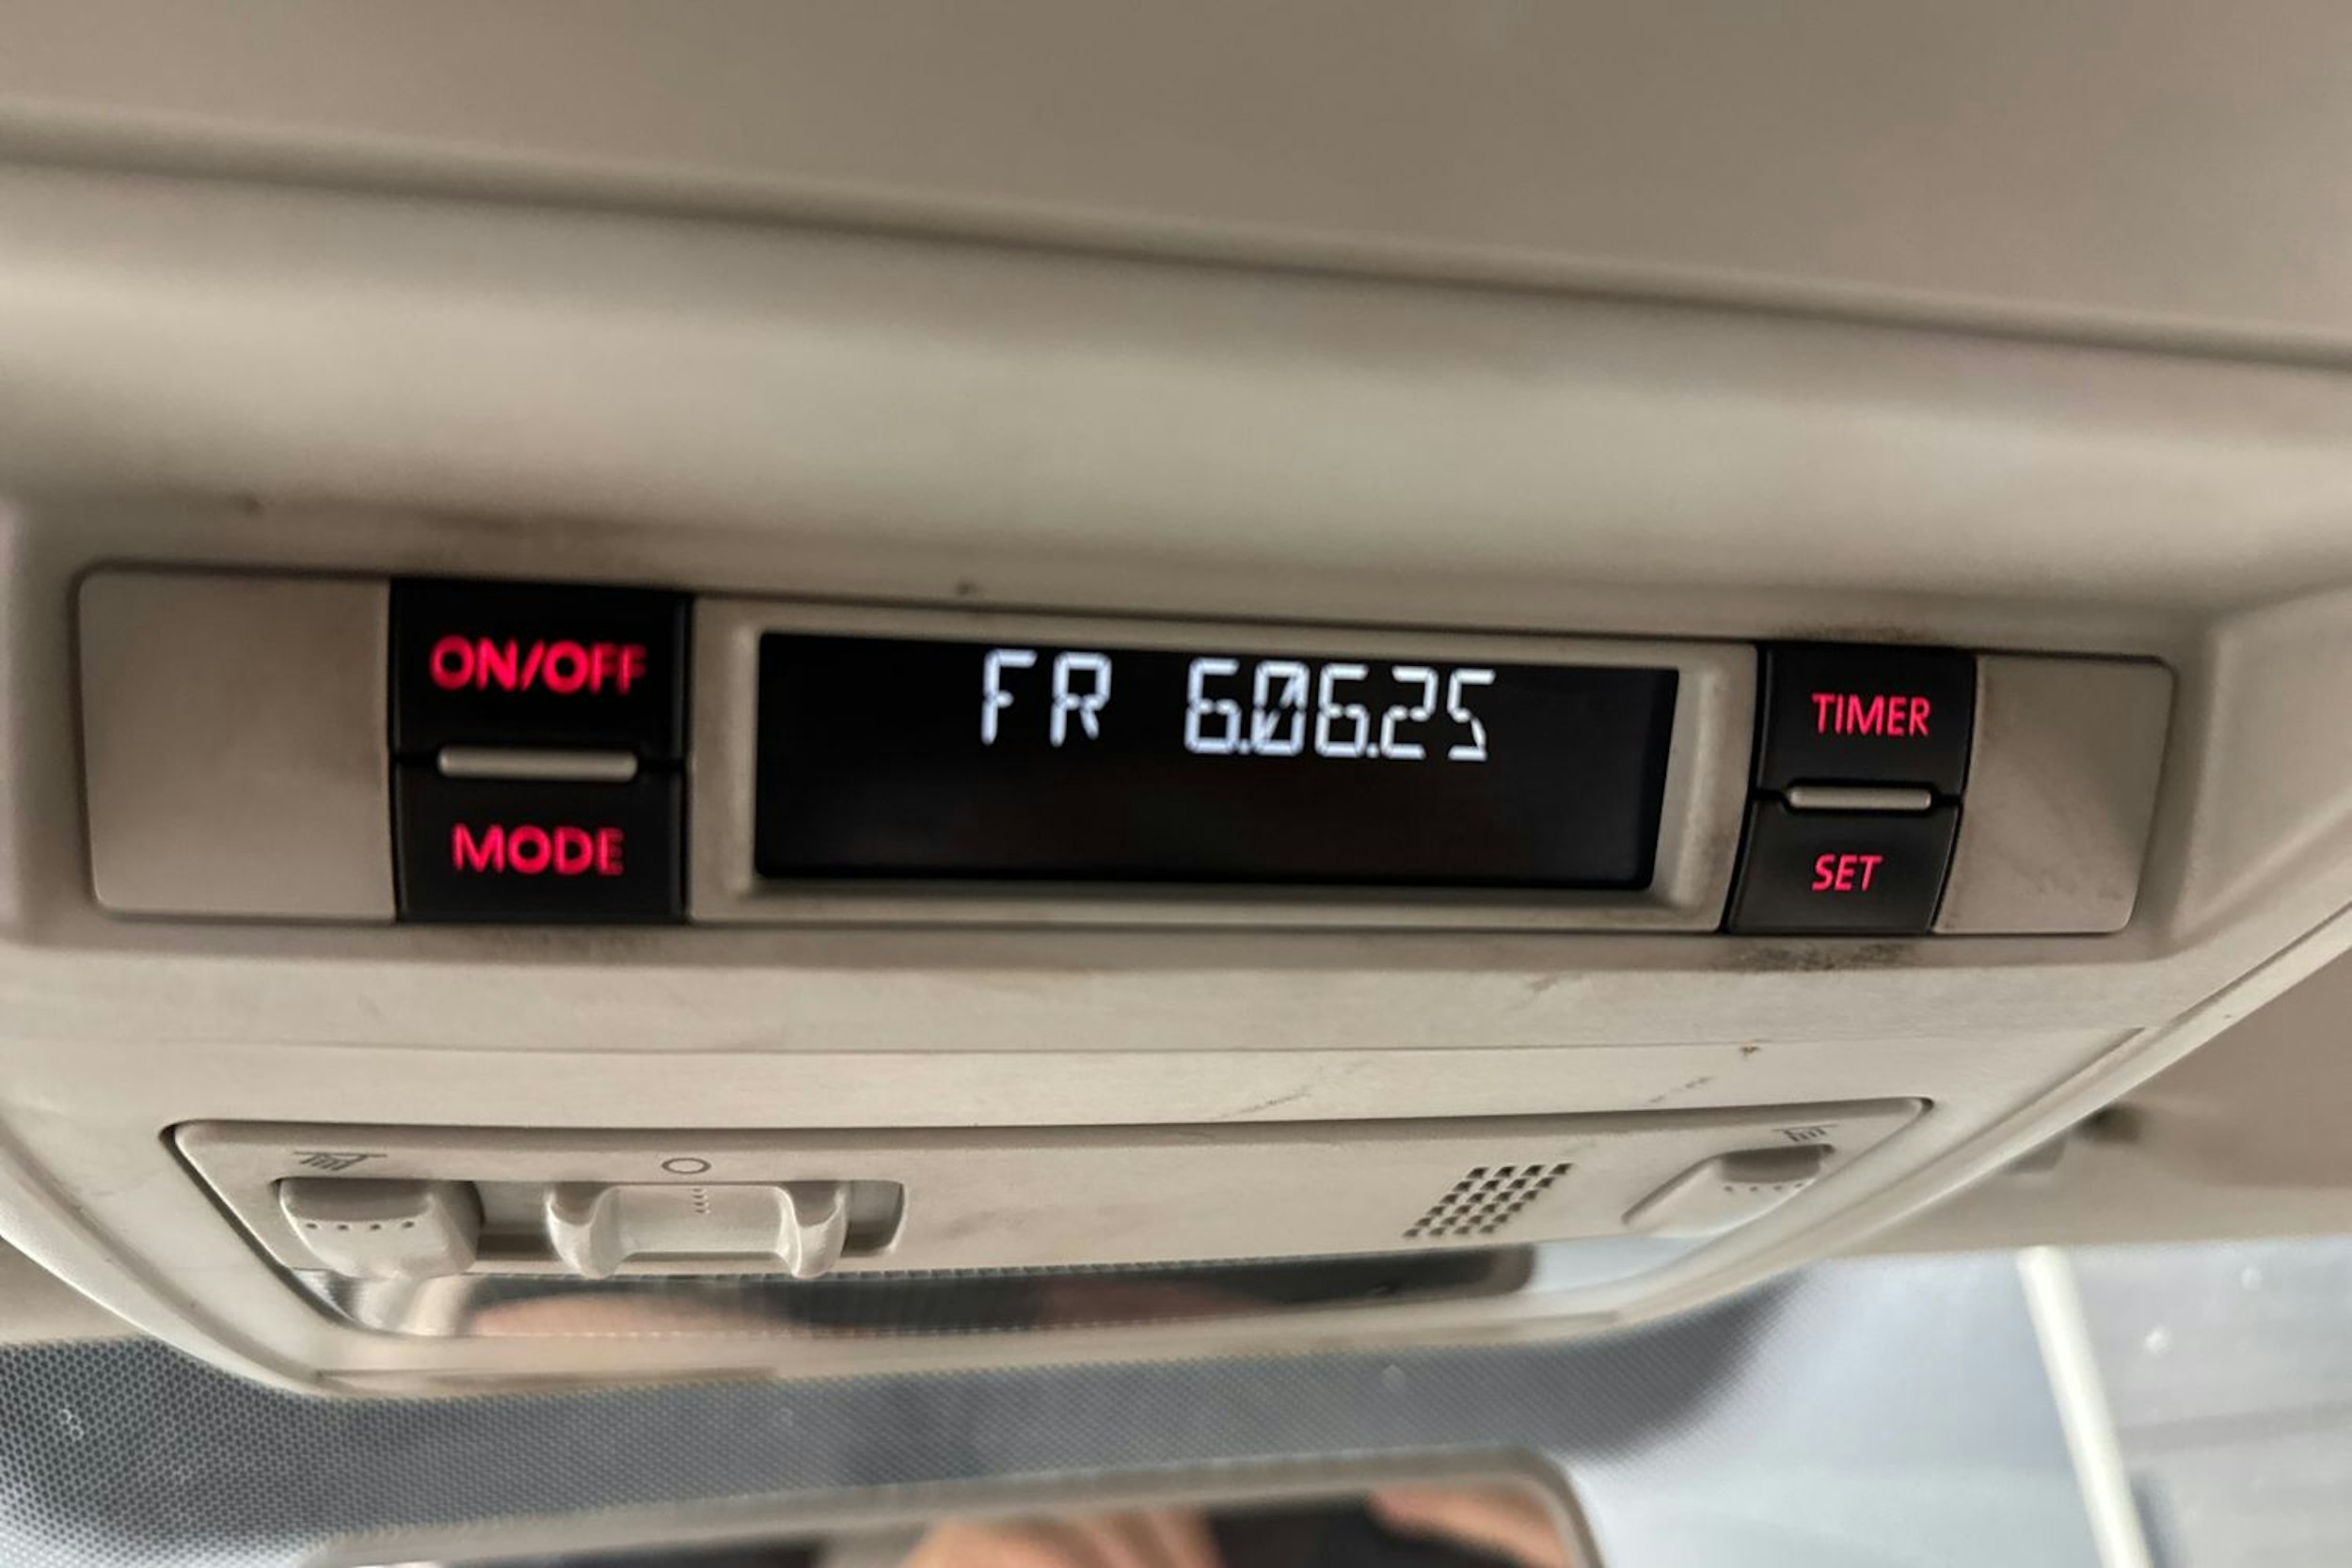 ON/OFF
FR 6.06.25
TIMER
MODE
SET